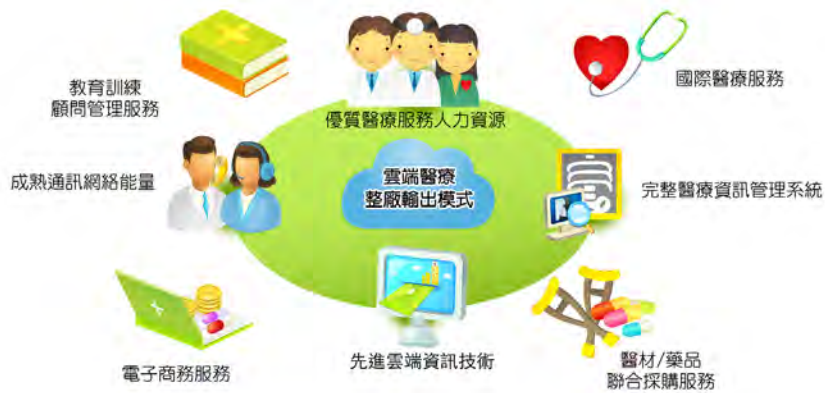 教育訓練
顧問管理服務
優質醫療服務人力資源
國際醫療服務
成熟通訊網絡能量
雲端醫療
整廠輸出模式
完整醫療資訊管理系統
電子商務服務
先進雲端資訊技術
醫材/藥品
聯合採購服務